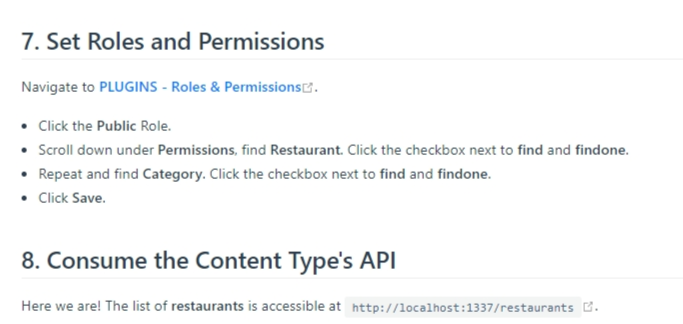 7. Set Roles and Permissions
Navigate to PLUGINS - Roles & Permissions.
• Click the Public Role.
• Scroll down under Permissions, find Restaurant. Click the checkbox next to find and findone.
• Repeat and find Category. Click the checkbox next to find and findone.
• Click Save.
8. Consume the Content Type's API
Here we are! The list of restaurants is accessible at http://localhost:1337/restaurants.